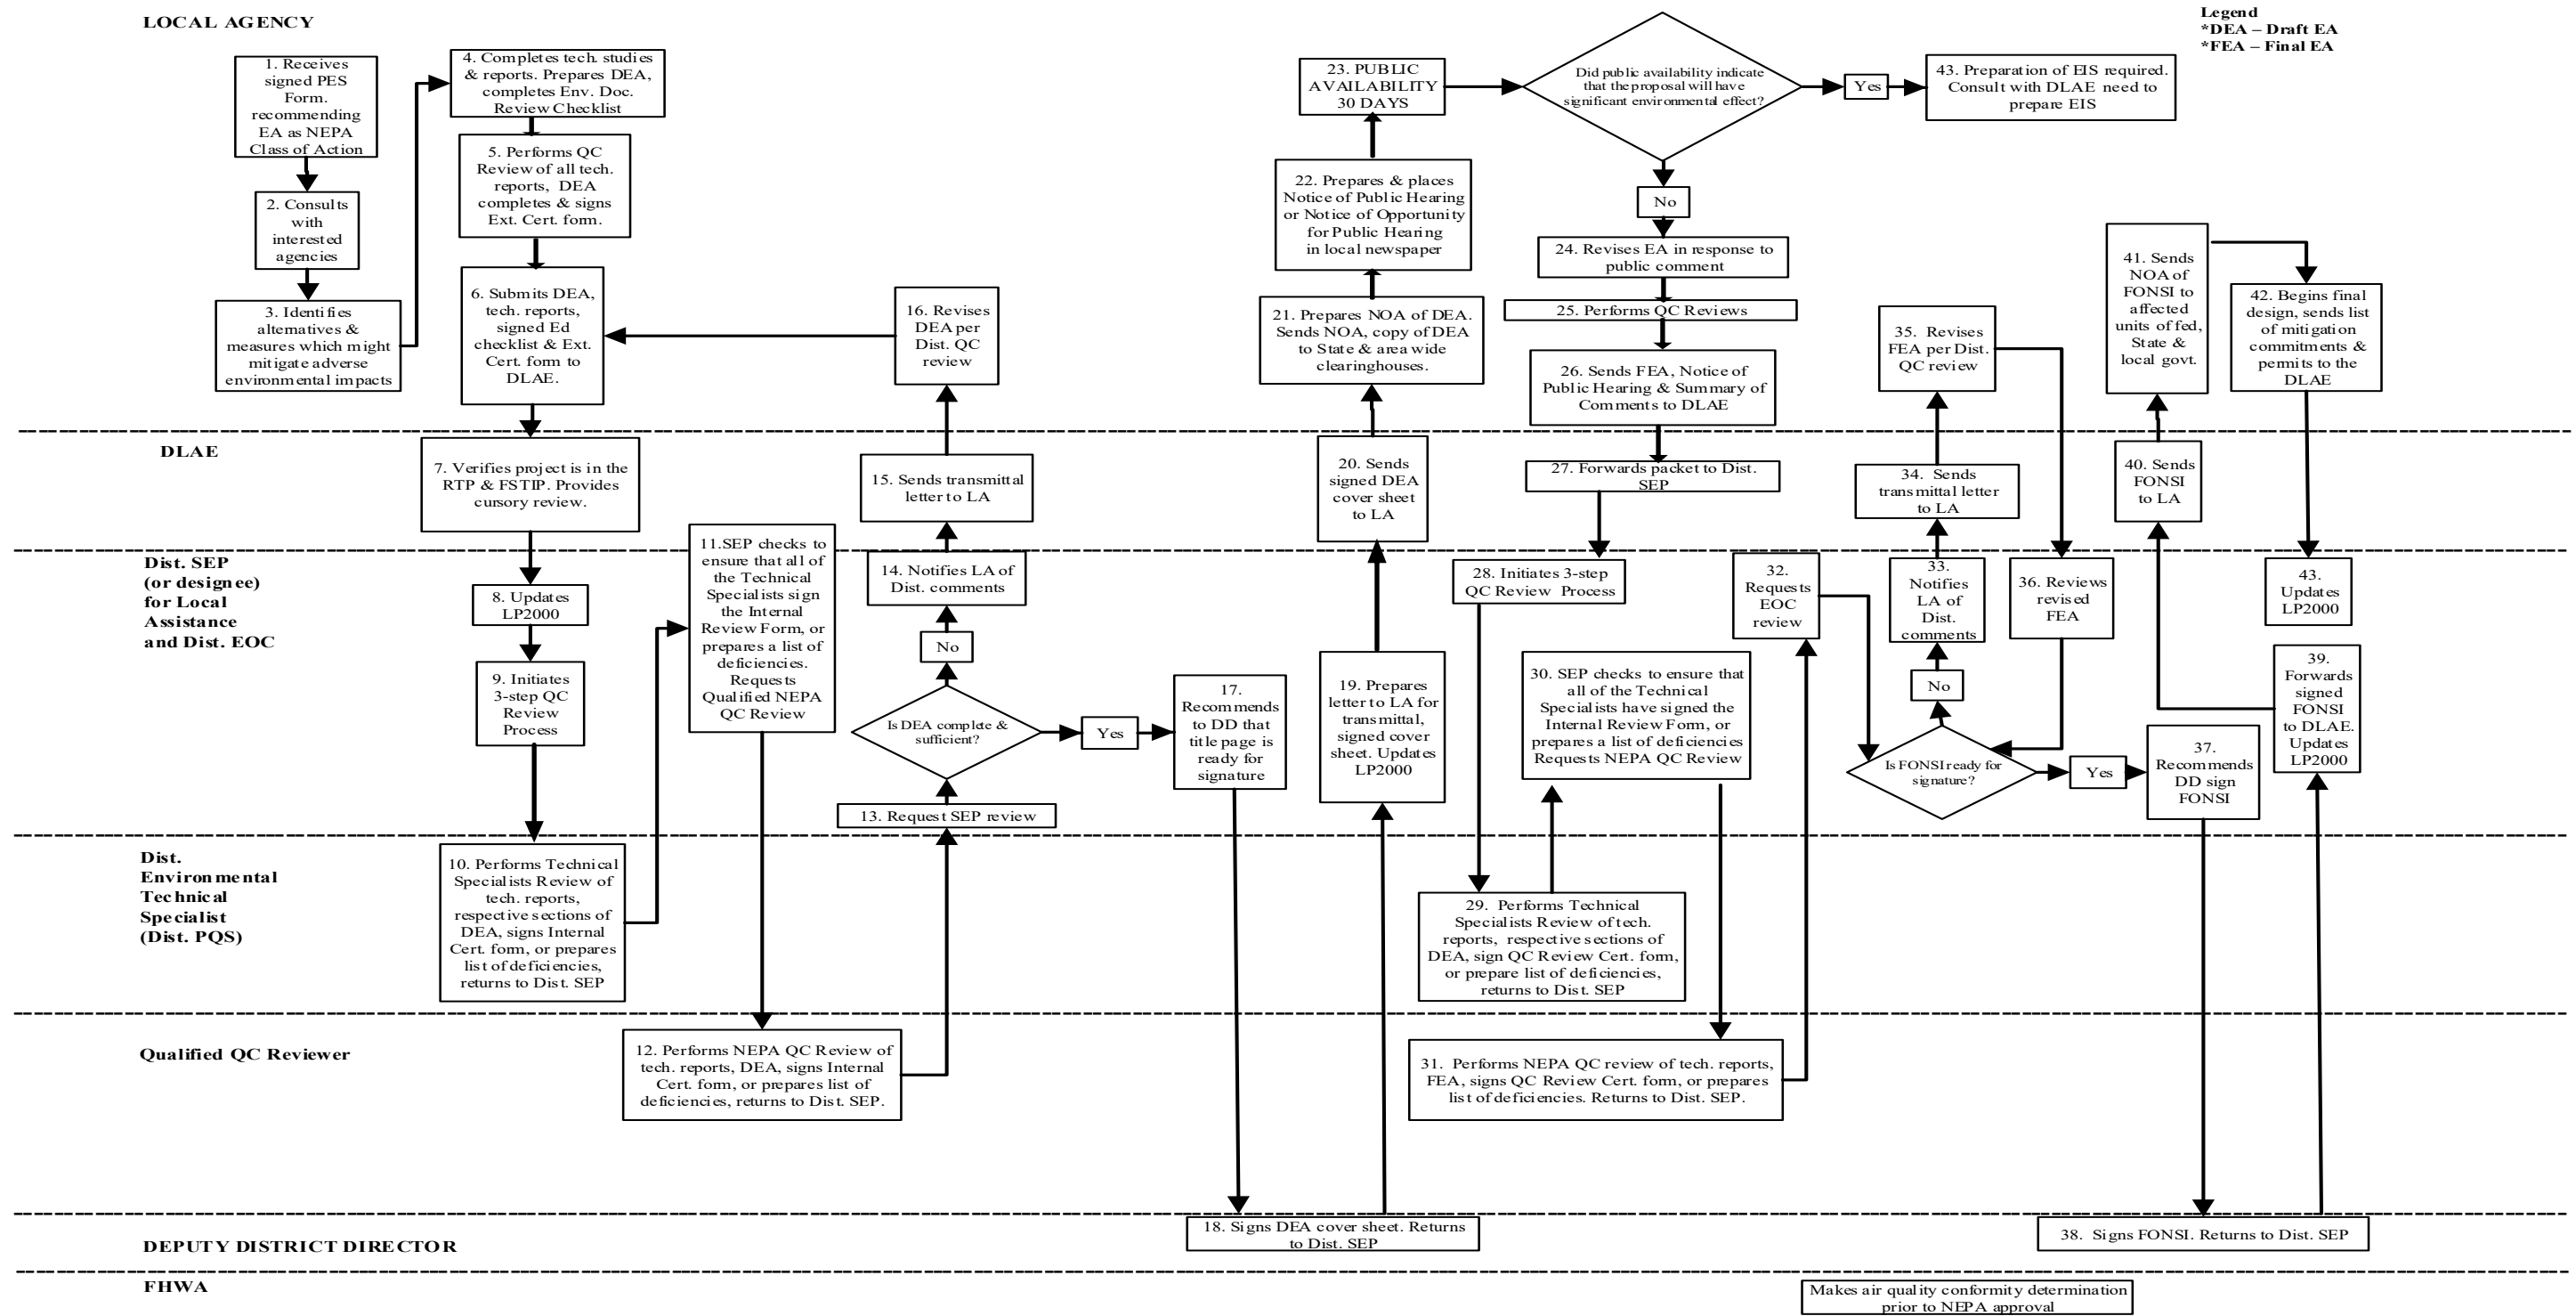 LOCAL AGENCY
Legend
*DEA – Draft EA
*FEA – Final EA
1. Receives
signed PES
Form.
recommending
EA as NEPA
Class of Action
2. Consults
with
interested
agencies
3. Identifies
alternatives &
measures which might
mitigate adverse
environmental impacts
4. Completes tech. studies
& reports. Prepares DEA,
completes Env. Doc.
Review Checklist
5. Performs QC
Review of all tech.
reports, DEA
completes & signs
Ext. Cert. form.
6. Submits DEA,
tech. reports,
signed Ed
checklist & Ext.
Cert. form to
DLAE.
16. Revises
DEA per
Dist. QC
review
23. PUBLIC
AVAILABILITY
30 DAYS
22. Prepares & places
Notice of Public Hearing
or Notice of Opportunity
for Public Hearing
in local newspaper
21. Prepares NOA of DEA.
Sends NOA, copy of DEA
to State & area wide
clearinghouses.
Did public availability indicate
that the proposal will have
significant environmental effect?
Yes
43. Preparation of EIS required.
Consult with DLAE need to
prepare EIS
No
24. Revises EA in response to
public comment
25. Performs QC Reviews
26. Sends FEA, Notice of
Public Hearing & Summary of
Comments to DLAE
35. Revises
FEA per Dist.
QC review
41. Sends
NOA of
FONSI to
affected
units of fed,
State &
local govt.
42. Begins final
design, sends list
of mitigation
commitments &
permits to the
DLAE
DLAE
7. Verifies project is in the
RTP & FSTIP. Provides
cursory review.
15. Sends transmittal
letter to LA
20. Sends
signed DEA
cover sheet
to LA
27. Forwards packet to Dist.
SEP
34. Sends
transmittal letter
to LA
40. Sends
FONSI
to LA
Dist. SEP
(or designee)
for Local
Assistance
and Dist. EOC
8. Updates
LP2000
9. Initiates
3-step QC
Review
Process
11.SEP checks to
ensure that all of
the Technical
Specialists sign
the Internal
Review Form, or
prepares a list of
deficiencies.
Requests
Qualified NEPA
QC Review
14. Notifies LA of
Dist. comments
No
Is DEA complete &
sufficient?
Yes
13. Request SEP review
17.
Recommends
to DD that
title page is
ready for
signature
19. Prepares
letter to LA for
transmittal,
signed cover
sheet. Updates
LP2000
28. Initiates 3-step
QC Review Process
30. SEP checks to ensure that
all of the Technical
Specialists have signed the
Internal Review Form, or
prepares a list of deficiencies
Requests NEPA QC Review
32.
Requests
EOC
review
33.
Notifies
LA of
Dist.
comments
No
Is FONSI ready for
signature?
Yes
36. Reviews
revised
FEA
37.
Recommends
DD sign
FONSI
39.
Forwards
signed
FONSI
to DLAE.
Updates
LP2000
43.
Updates
LP2000
Dist.
Environmental
Technical
Specialist
(Dist. PQS)
10. Performs Technical
Specialists Review of
tech. reports,
respective sections of
DEA, signs Internal
Cert. form, or prepares
list of deficiencies,
returns to Dist. SEP
29. Performs Technical
Specialists Review of tech.
reports, respective sections of
DEA, sign QC Review Cert. form,
or prepare list of deficiencies,
returns to Dist. SEP
Qualified QC Reviewer
12. Performs NEPA QC Review of
tech. reports, DEA, signs Internal
Cert. form, or prepares list of
deficiencies, returns to Dist. SEP.
31. Performs NEPA QC review of tech. reports,
FEA, signs QC Review Cert. form, or prepares
list of deficiencies. Returns to Dist. SEP.
DEPUTY DISTRICT DIRECTOR
18. Signs DEA cover sheet. Returns
to Dist. SEP
38. Signs FONSI. Returns to Dist. SEP
FHWA
Makes air quality conformity determination
prior to NEPA approval